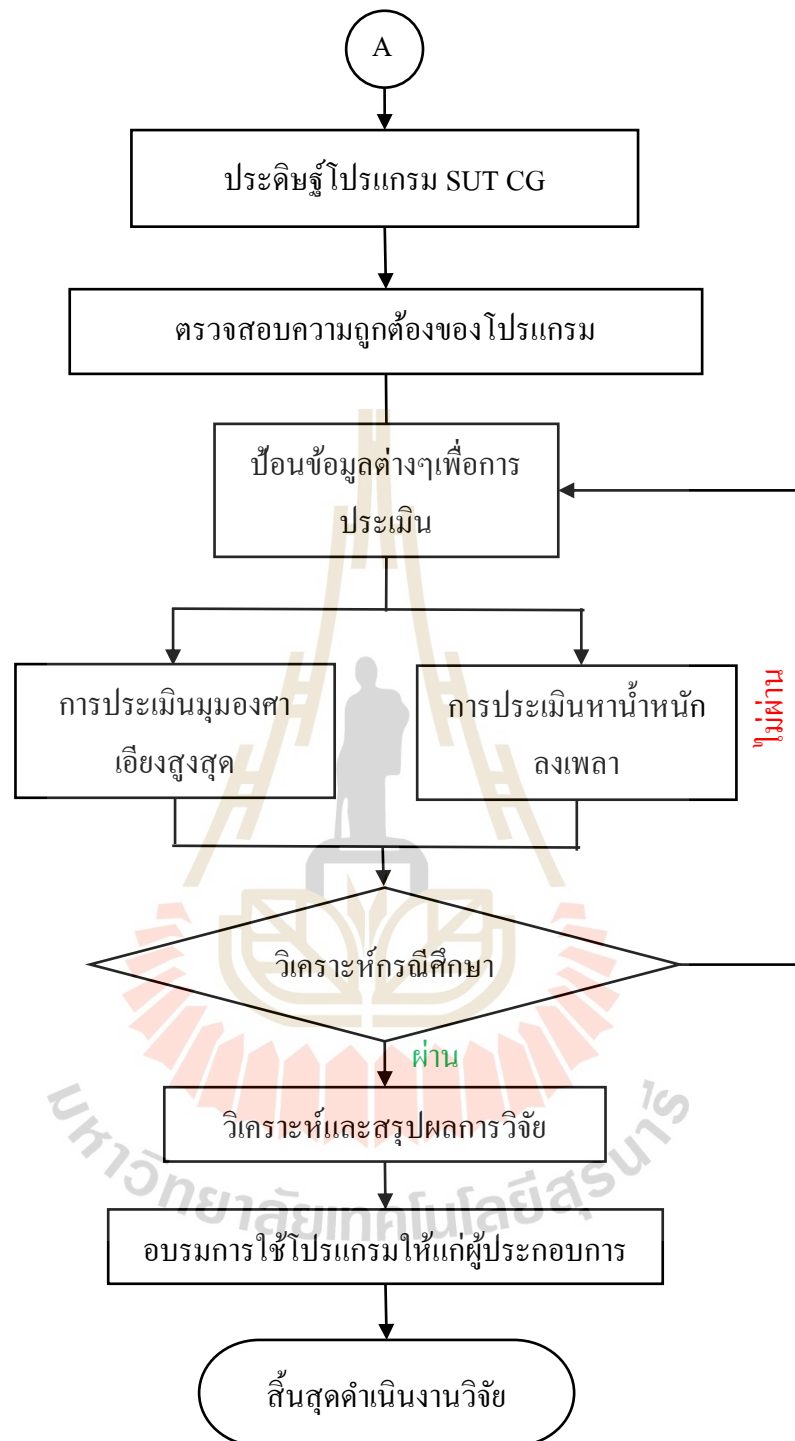 A
ประดิษฐ์โปรแกรม SUT CG
ตรวจสอบความถูกต้องของโปรแกรม
ป้อนข้อมูลต่างๆเพื่อการ
ประเมิน
การประเมินมุมองศา
เอียงสูงสุด
การประเมินหาน้ำหนัก
ลงเพลา
ไม่ผ่าน
วิเคราะห์กรณีศึกษา
ผ่าน
วิเคราะห์และสรุปผลการวิจัย
มหาวิทยาลัยเทคโนโลยีสุรนารี
อบรมการใช้โปรแกรมให้แก่ผู้ประกอบการ
สิ้นสุดดำเนินงานวิจัย